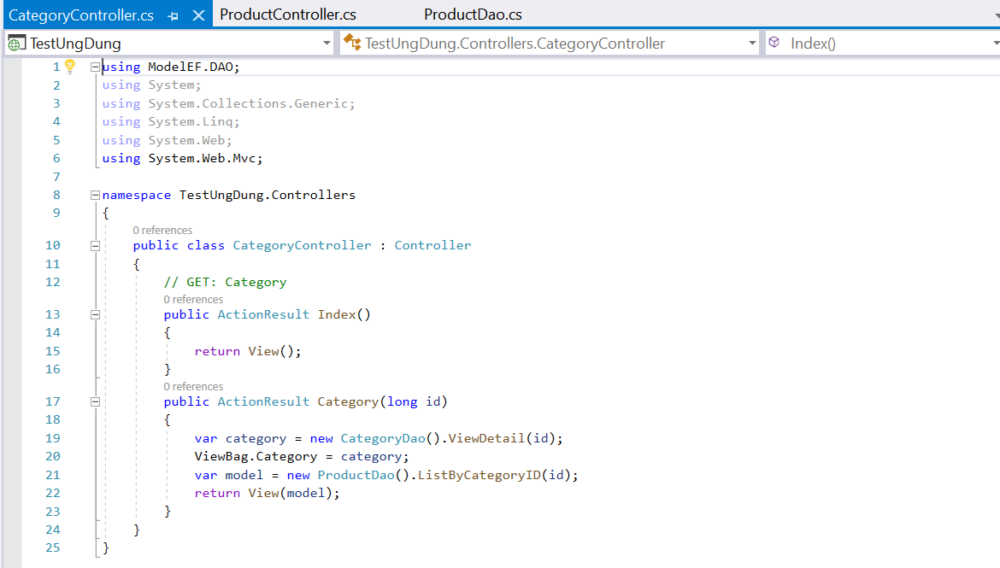 CategoryController.cs ProductController.cs ProductDao.cs
TestUngDung TestUngDung.Controllers.CategoryController Index()
1 using ModelEF.DAO;
2 using System;
3 using System.Collections.Generic;
4 using System.Linq;
5 using System.Web;
6 using System.Web.Mvc;
7
8 namespace TestUngDung.Controllers
9 {
0 references
10 public class CategoryController : Controller
11 {
12 // GET: Category
0 references
13 public ActionResult Index()
14 {
15 return View();
16 }
0 references
17 public ActionResult Category(long id)
18 {
19 var category = new CategoryDao().ViewDetail(id);
20 ViewBag.Category = category;
21 var model = new ProductDao().ListByCategoryID(id);
22 return View(model);
23 }
24 }
25 }